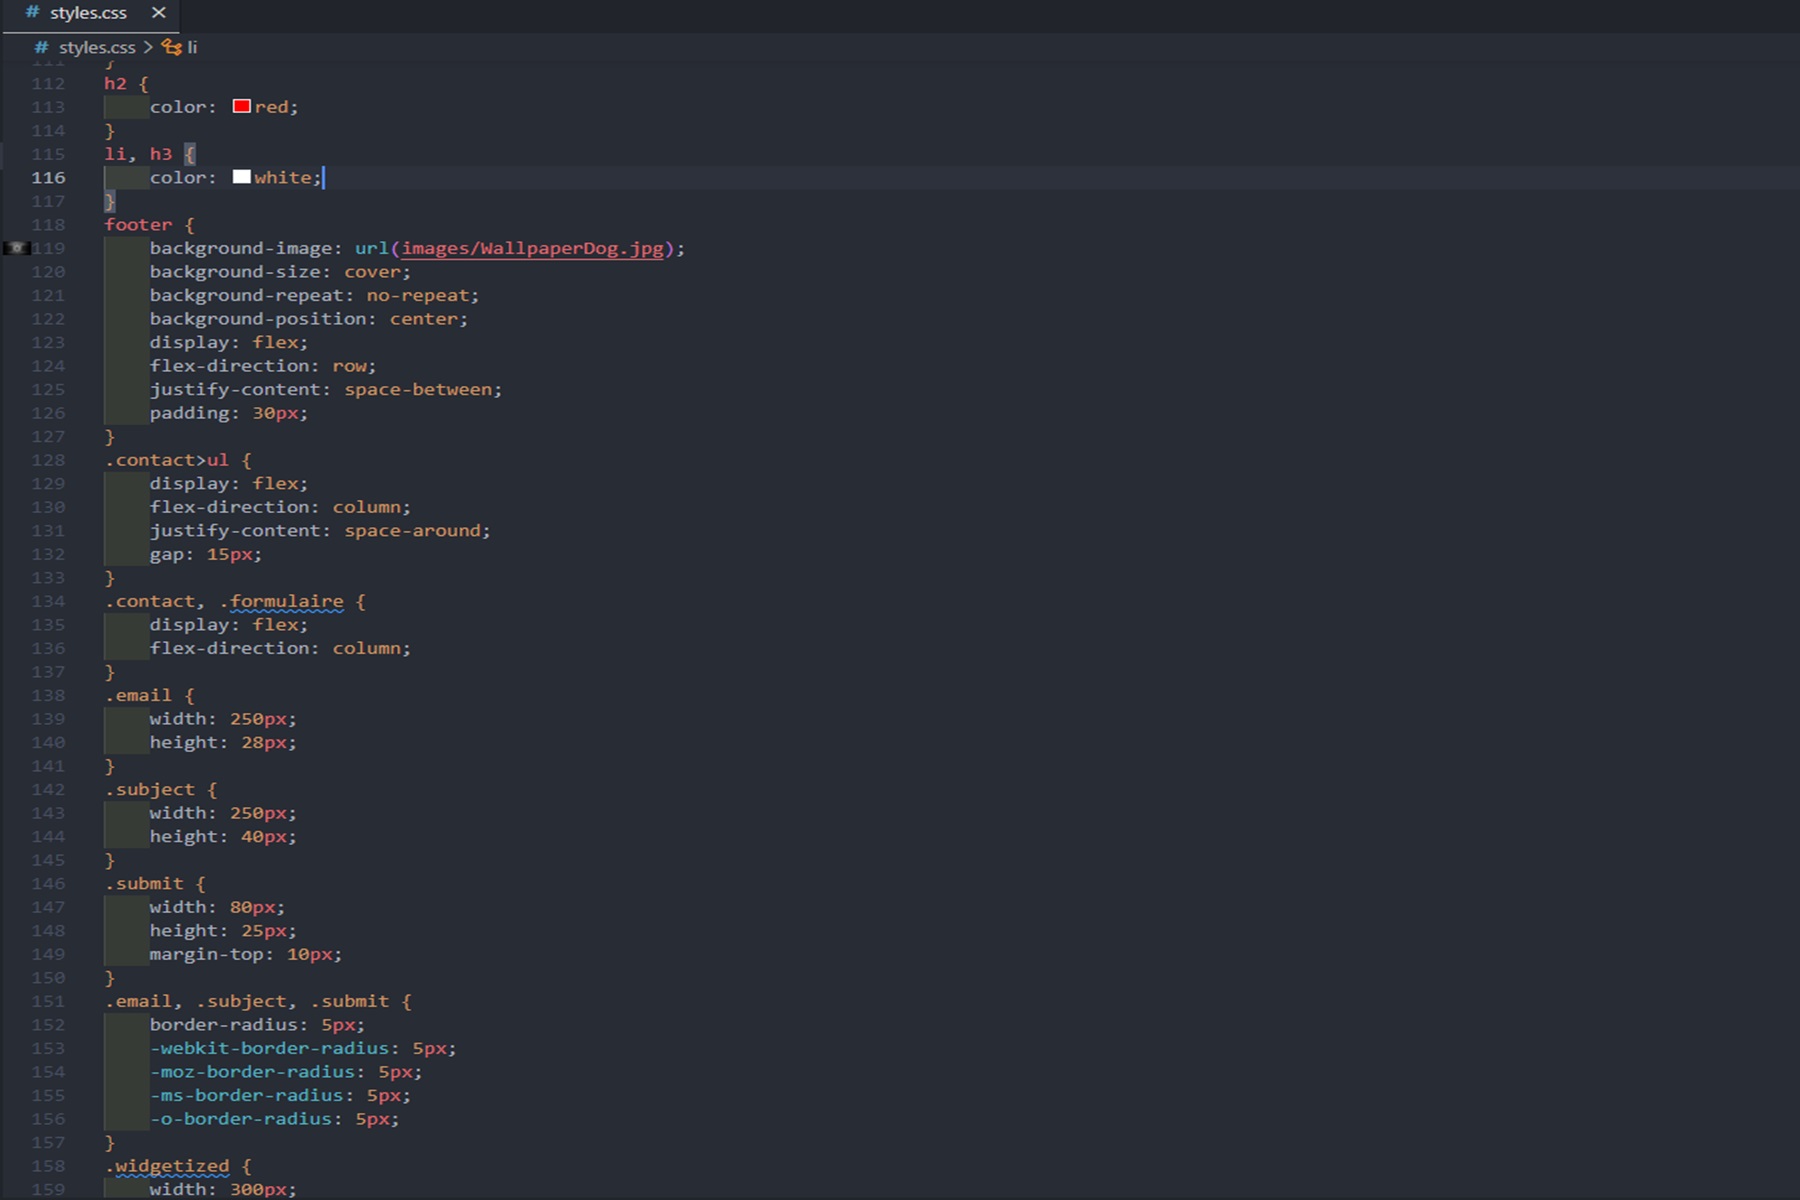 # styles.css ×
# styles.css > li
111 }
112 h2 {
113     color: red;
114 }
115 li, h3 {
116     color: white;
117 }
118 footer {
119     background-image: url(images/WallpaperDog.jpg);
120     background-size: cover;
121     background-repeat: no-repeat;
122     background-position: center;
123     display: flex;
124     flex-direction: row;
125     justify-content: space-between;
126     padding: 30px;
127 }
128 .contact>ul {
129     display: flex;
130     flex-direction: column;
131     justify-content: space-around;
132     gap: 15px;
133 }
134 .contact, .formulaire {
135     display: flex;
136     flex-direction: column;
137 }
138 .email {
139     width: 250px;
140     height: 28px;
141 }
142 .subject {
143     width: 250px;
144     height: 40px;
145 }
146 .submit {
147     width: 80px;
148     height: 25px;
149     margin-top: 10px;
150 }
151 .email, .subject, .submit {
152     border-radius: 5px;
153     -webkit-border-radius: 5px;
154     -moz-border-radius: 5px;
155     -ms-border-radius: 5px;
156     -o-border-radius: 5px;
157 }
158 .widgetized {
159     width: 300px;